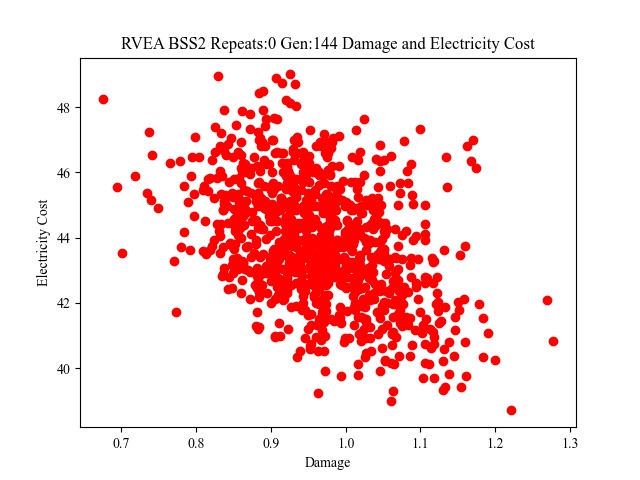 RVEA BSS2 Repeats:0 Gen:144 Damage and Electricity Cost
48
46
44
42
40
Electricity Cost
0.7 0.8 0.9 1.0 1.1 1.2 1.3
Damage